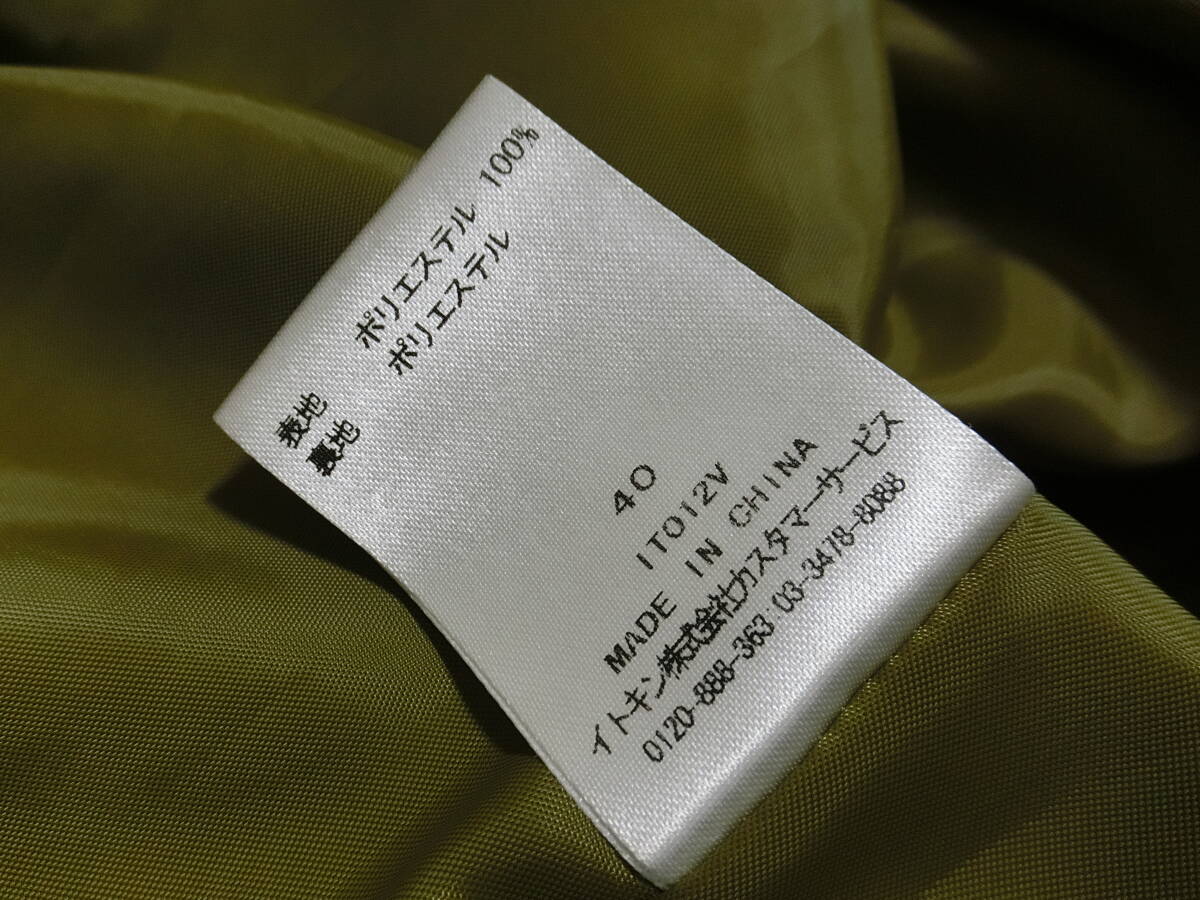 表地 ポリエステル 100%
裏地 ポリエステル
40
IT012V
MADE IN CHINA
イトキン株式会社カスタマーサービス
0120-888-363 03-3478-8088